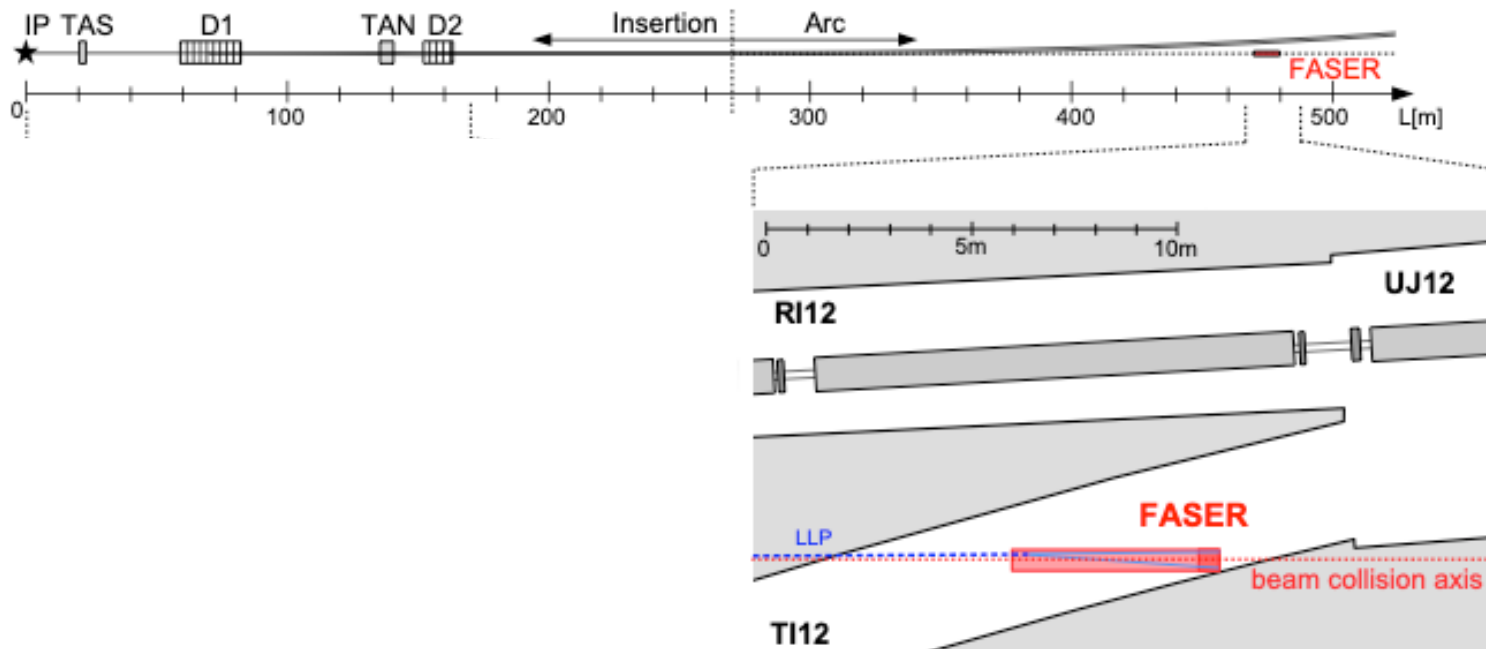 IP TAS D1 TAN D2 Insertion Arc
FASER
0 100 200 300 400 500 L[m]
0 5m 10m
UJ12
RI12
FASER
LLP
beam collision axis
TI12